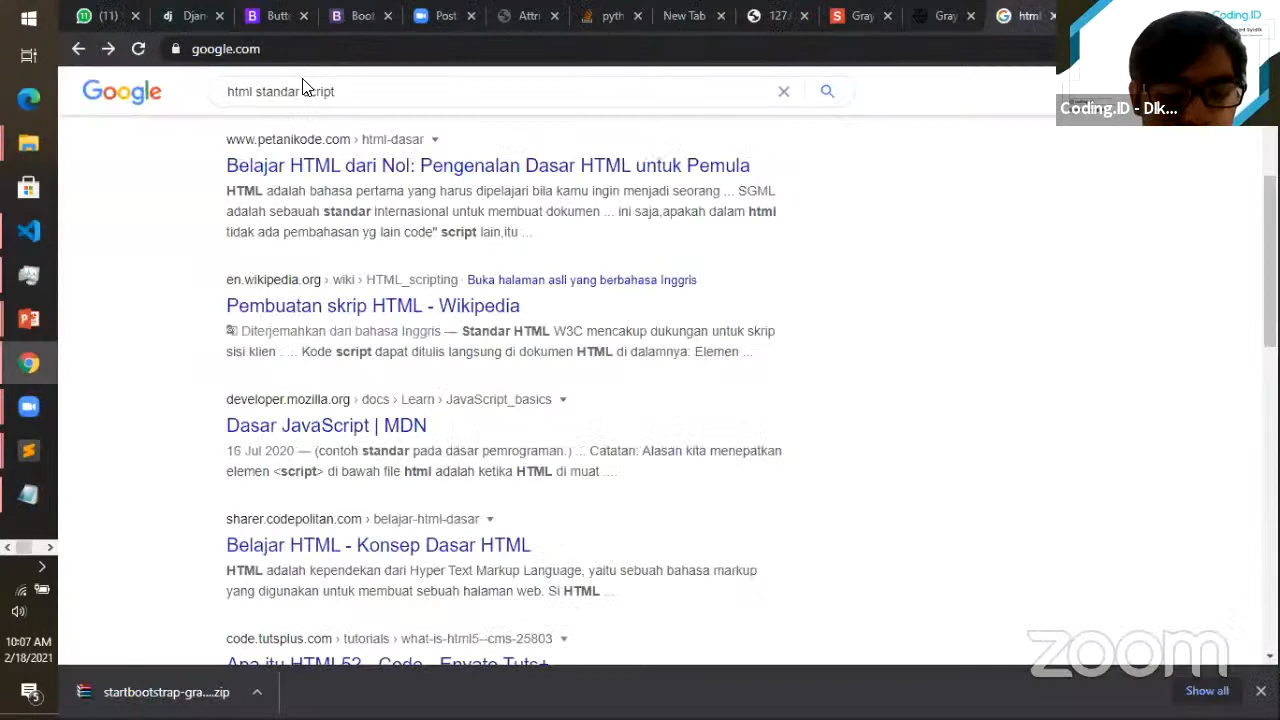 (11)
Djan
Butt
Boot
Post
Attri
pyth
New Tab
127.
Gray
Gray
html
google.com
Coding.ID
Coding.ID - DIk...
Google
html standar script
www.petanikode.com › html-dasar
Belajar HTML dari Nol: Pengenalan Dasar HTML untuk Pemula
HTML adalah bahasa pertama yang harus dipelajari bila kamu ingin menjadi seorang ... SGML
adalah sebauah standar internasional untuk membuat dokumen ... ini saja,apakah dalam html
tidak ada pembahasan yg lain code" script lain,itu ...
en.wikipedia.org › wiki › HTML_scripting · Buka halaman asli yang berbahasa Inggris
Pembuatan skrip HTML - Wikipedia
Diterjemahkan dari bahasa Inggris — Standar HTML W3C mencakup dukungan untuk skrip
sisi klien . ... Kode script dapat ditulis langsung di dokumen HTML di dalamnya: Elemen ...
developer.mozilla.org › docs › Learn › JavaScript_basics
Dasar JavaScript | MDN
16 Jul 2020 — (contoh standar pada dasar pemrograman.) ... Catatan: Alasan kita menepatkan
elemen <script> di bawah file html adalah ketika HTML di muat ....
sharer.codepolitan.com › belajar-html-dasar
Belajar HTML - Konsep Dasar HTML
HTML adalah kependekan dari Hyper Text Markup Language, yaitu sebuah bahasa markup
yang digunakan untuk membuat sebuah halaman web. Si HTML ...
code.tutsplus.com › tutorials › what-is-html5--cms-25803
Apa itu HTML5? - Code - Envato Tuts+
zoom
10:07 AM
2/18/2021
5
startbootstrap-gra....zip
Show all